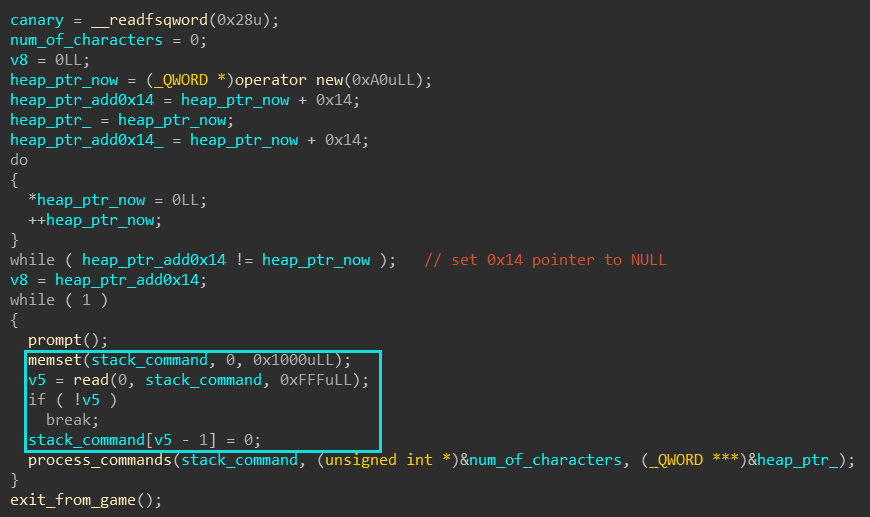 canary = __readfsqword(0x28u);
num_of_characters = 0;
v8 = 0LL;
heap_ptr_now = (_QWORD *)operator new(0xA0uLL);
heap_ptr_add0x14 = heap_ptr_now + 0x14;
heap_ptr_ = heap_ptr_now;
heap_ptr_add0x14_ = heap_ptr_now + 0x14;
do
{
  *heap_ptr_now = 0LL;
  ++heap_ptr_now;
}
while ( heap_ptr_add0x14 != heap_ptr_now );   // set 0x14 pointer to NULL
v8 = heap_ptr_add0x14;
while ( 1 )
{
  prompt();
  memset(stack_command, 0, 0x1000uLL);
  v5 = read(0, stack_command, 0xFFFuLL);
  if ( !v5 )
    break;
  stack_command[v5 - 1] = 0;
  process_commands(stack_command, (unsigned int *)&num_of_characters, (_QWORD ***)&heap_ptr_);
}
exit_from_game();